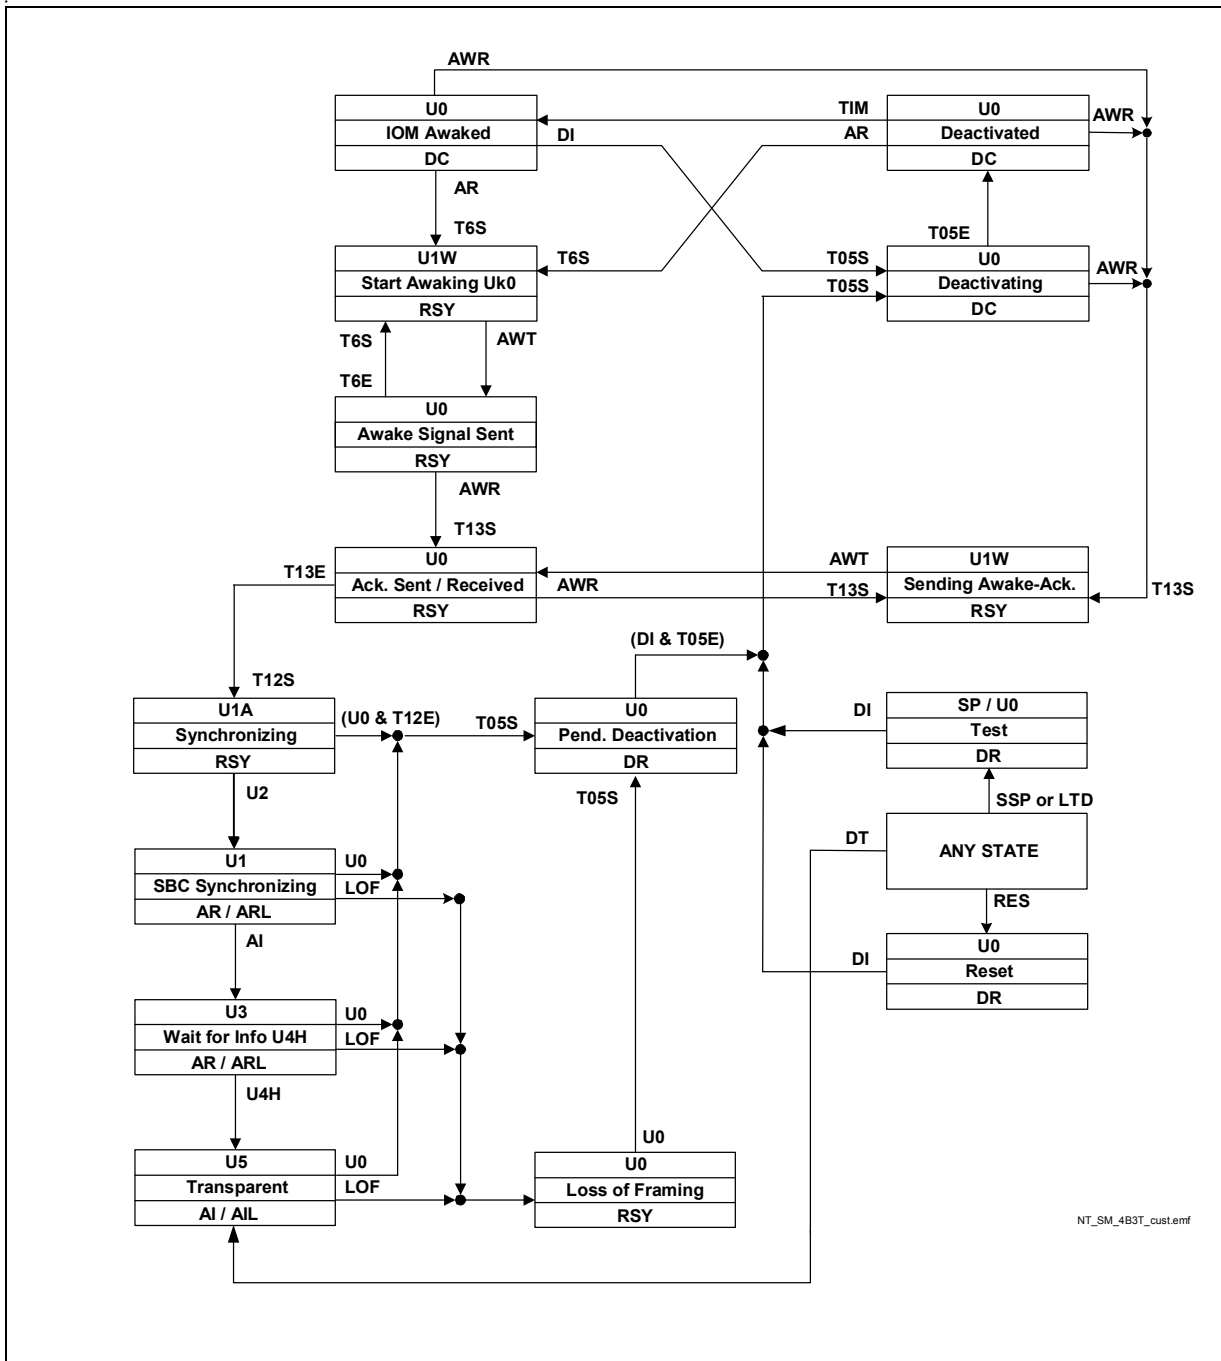 AWR
U0
IOM Awaked
DC
TIM
DI
AR
U0
Deactivated
DC
AWR
AR
T6S
T05E
U1W
Start Awaking Uk0
RSY
T6S
T05S
T05S
U0
Deactivating
DC
AWR
T6S
AWT
T6E
U0
Awake Signal Sent
RSY
AWR
T13S
T13E
U0
Ack. Sent / Received
RSY
AWT
AWR
T13S
U1W
Sending Awake-Ack.
RSY
T13S
(DI & T05E)
T12S
U1A
Synchronizing
RSY
(U0 & T12E)
T05S
U0
Pend. Deactivation
DR
DI
SP / U0
Test
DR
U2
T05S
SSP or LTD
DT
ANY STATE
U1
SBC Synchronizing
AR / ARL
U0
LOF
RES
AI
DI
U0
Reset
DR
U3
Wait for Info U4H
AR / ARL
U0
LOF
U4H
U0
U5
Transparent
AI / AIL
U0
LOF
U0
Loss of Framing
RSY
NT_SM_4B3T_cust.emf